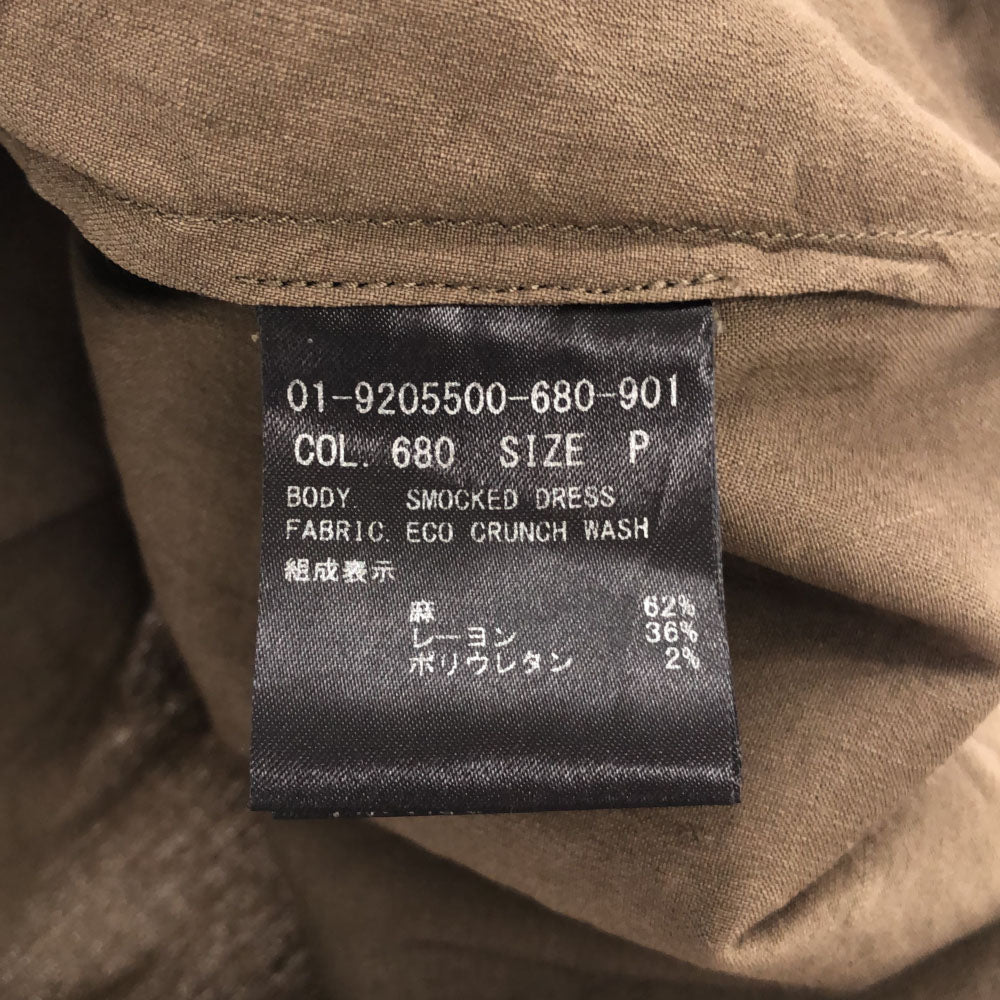 01-9205500-680-901
COL. 680 SIZE P
BODY. SMOCKED DRESS
FABRIC. ECO CRUNCH WASH
組成表示
麻 62%
レーヨン 36%
ポリウレタン 2%